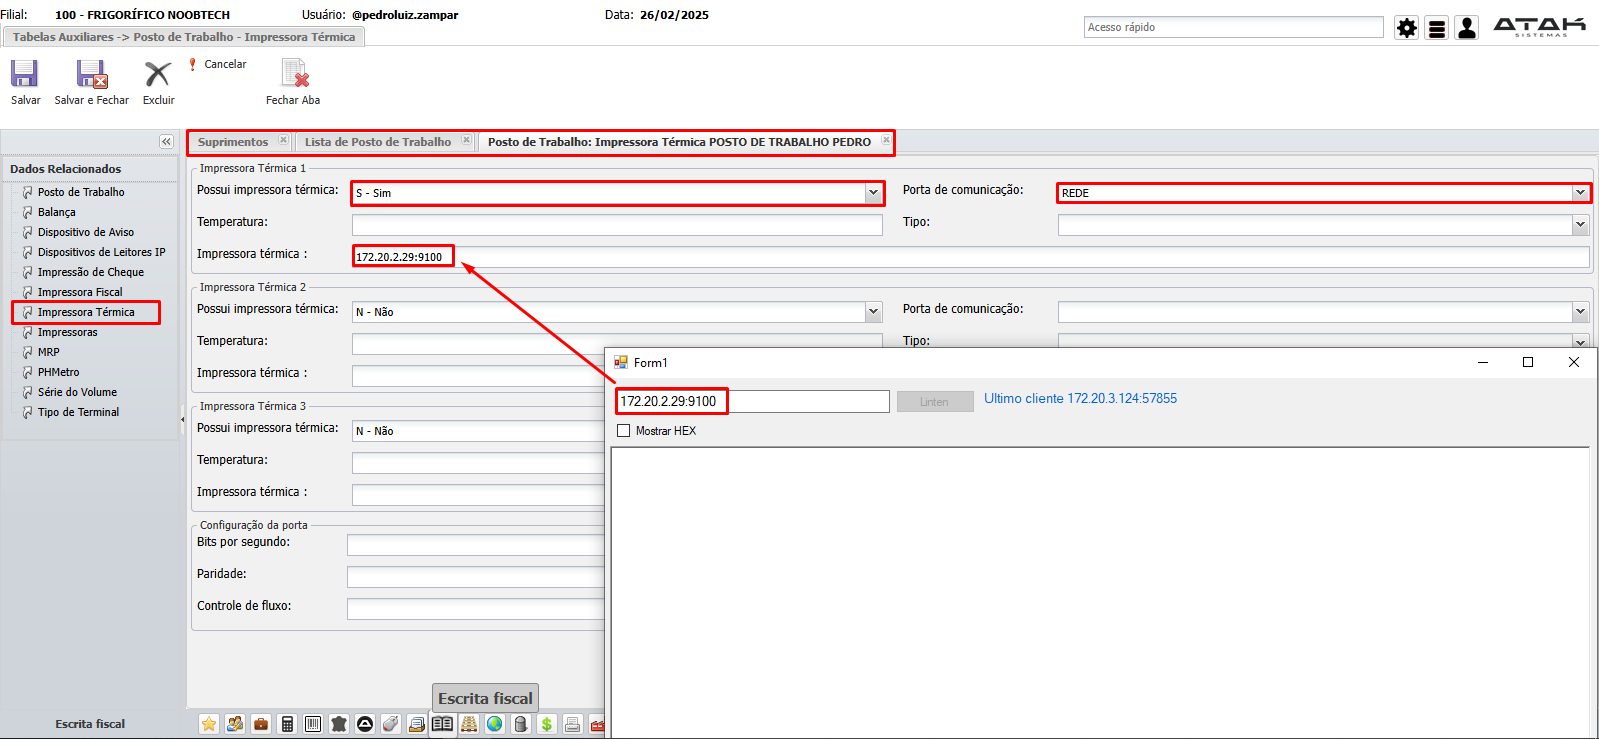 Filial: 100 - FRIGORÍFICO NOOBTECH Usuário: @pedroluiz.zampar Data: 26/02/2025
Tabelas Auxiliares -> Posto de Trabalho - Impressora Térmica
Acesso rápido
ATAK
SISTEMAS
Salvar
Salvar e Fechar
Excluir
Cancelar
Fechar Aba
Suprimentos
Lista de Posto de Trabalho
Posto de Trabalho: Impressora Térmica POSTO DE TRABALHO PEDRO
Dados Relacionados
Posto de Trabalho
Balança
Dispositivo de Aviso
Dispositivos de Leitores IP
Impressão de Cheque
Impressora Fiscal
Impressora Térmica
Impressoras
MRP
PHMetro
Série do Volume
Tipo de Terminal
Escrita fiscal
Impressora Térmica 1
Possui impressora térmica: S - Sim Porta de comunicação: REDE
Temperatura: Tipo:
Impressora térmica : 172.20.2.29:9100
Impressora Térmica 2
Possui impressora térmica: N - Não Porta de comunicação:
Temperatura: Tipo:
Impressora térmica :
Impressora Térmica 3
Possui impressora térmica: N - Não
Temperatura:
Impressora térmica :
Configuração da porta
Bits por segundo:
Paridade:
Controle de fluxo:
Escrita fiscal
Form1
172.20.2.29:9100 Linten Ultimo cliente 172.20.3.124:57855
Mostrar HEX